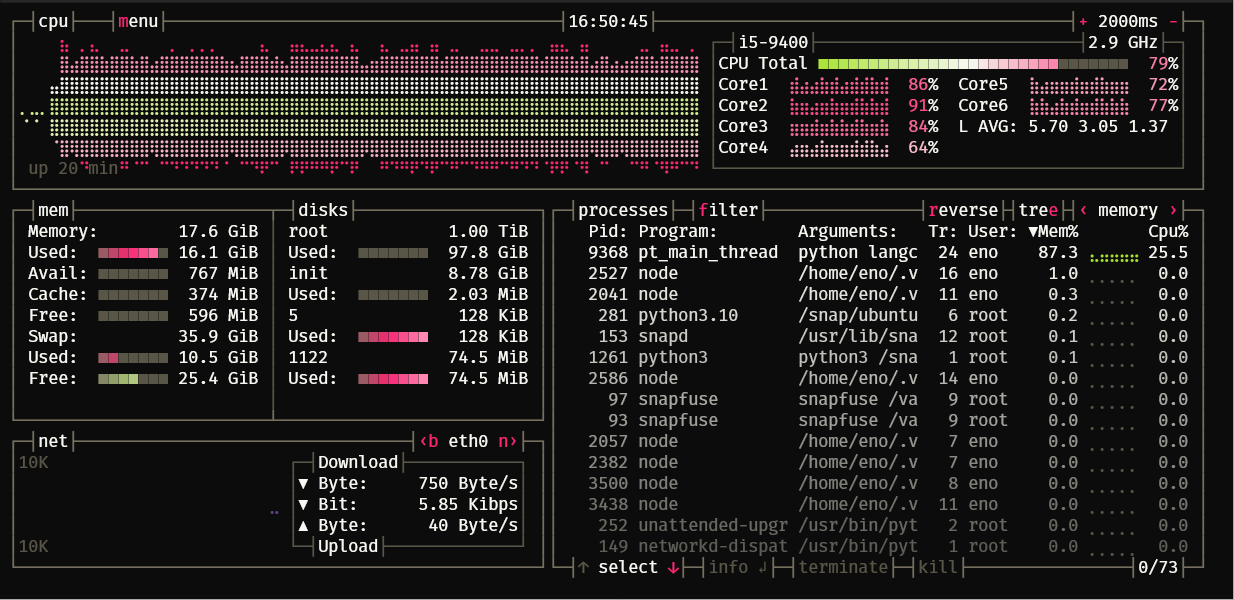 cpu menu 16:50:45 + 2000ms -
i5-9400 2.9 GHz
CPU Total 79%
Core1 86% Core5 72%
Core2 91% Core6 77%
Core3 84% L AVG: 5.70 3.05 1.37
Core4 64%
up 20 min
mem
Memory: 17.6 GiB
Used: 16.1 GiB
Avail: 767 MiB
Cache: 374 MiB
Free: 596 MiB
Swap: 35.9 GiB
Used: 10.5 GiB
Free: 25.4 GiB
disks
root 1.00 TiB
Used: 97.8 GiB
init 8.78 GiB
Used: 2.03 MiB
5 128 KiB
Used: 128 KiB
1122 74.5 MiB
Used: 74.5 MiB
net ‹b eth0 n›
10K
Download
▼ Byte: 750 Byte/s
▼ Bit: 5.85 Kibps
▲ Byte: 40 Byte/s
Upload
10K
processes filter reverse tree ‹ memory ›
Pid: Program: Arguments: Tr: User: ▼Mem% Cpu%
9368 pt_main_thread python langc 24 eno 87.3 25.5
2527 node /home/eno/.v 16 eno 1.0 0.0
2041 node /home/eno/.v 11 eno 0.3 0.0
281 python3.10 /snap/ubuntu 6 root 0.2 0.0
153 snapd /usr/lib/sna 12 root 0.1 0.0
1261 python3 python3 /sna 1 root 0.1 0.0
2586 node /home/eno/.v 14 eno 0.0 0.0
97 snapfuse snapfuse /va 9 root 0.0 0.0
93 snapfuse snapfuse /va 9 root 0.0 0.0
2057 node /home/eno/.v 7 eno 0.0 0.0
2382 node /home/eno/.v 7 eno 0.0 0.0
3500 node /home/eno/.v 8 eno 0.0 0.0
3438 node /home/eno/.v 11 eno 0.0 0.0
252 unattended-upgr /usr/bin/pyt 2 root 0.0 0.0
149 networkd-dispat /usr/bin/pyt 1 root 0.0 0.0
↑ select ↓ info ↲ terminate kill 0/73